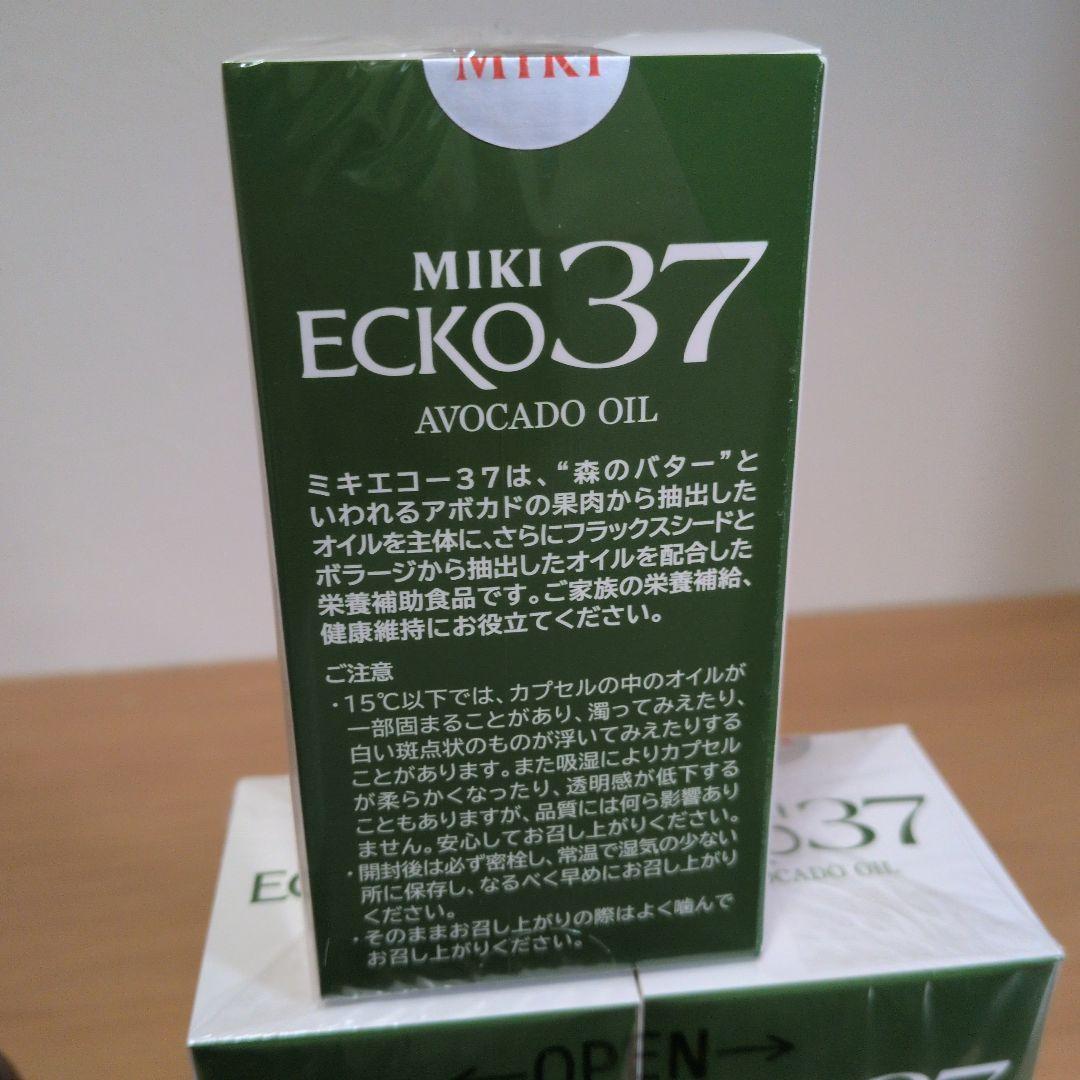 MIKI
MIKI
ECKO37
AVOCADO OIL
ミキエコー37は、“森のバター”と
いわれるアボカドの果肉から抽出した
オイルを主体に、さらにフラックスシードと
ボラージから抽出したオイルを配合した
栄養補助食品です。ご家族の栄養補給、
健康維持にお役立てください。
ご注意
・15℃以下では、カプセルの中のオイルが
一部固まることがあり、濁ってみえたり、
白い斑点状のものが浮いてみえたりする
ことがあります。また吸湿によりカプセル
が柔らかくなったり、透明感が低下する
こともありますが、品質には何ら影響あり
ません。安心してお召し上がりください。
・開封後は必ず密栓し、常温で湿気の少ない
所に保存し、なるべく早めにお召し上がり
ください。
・そのままお召し上がりの際はよく噛んで
お召し上がりください。
EC
37
OCADO OIL
←OPEN→
37